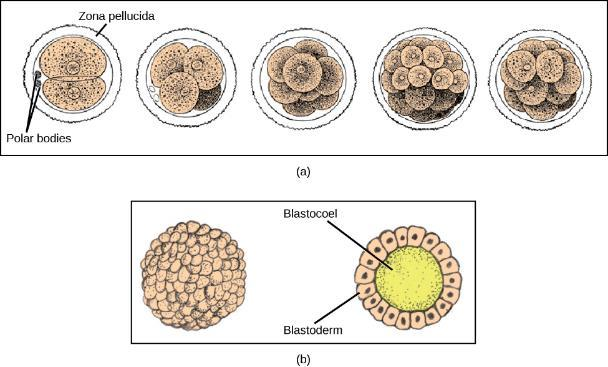 Zona pellucida
Polar bodies
(a)
Blastocoel
Blastoderm
(b)